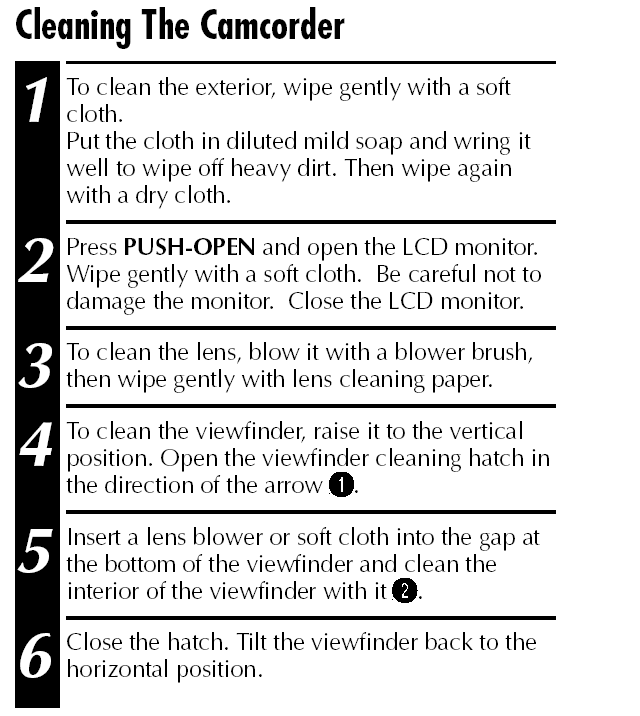 Cleaning The Camcorder
1 To clean the exterior, wipe gently with a soft
cloth.
Put the cloth in diluted mild soap and wring it
well to wipe off heavy dirt. Then wipe again
with a dry cloth.
2 Press PUSH-OPEN and open the LCD monitor.
Wipe gently with a soft cloth.  Be careful not to
damage the monitor.  Close the LCD monitor.
3 To clean the lens, blow it with a blower brush,
then wipe gently with lens cleaning paper.
4 To clean the viewfinder, raise it to the vertical
position. Open the viewfinder cleaning hatch in
the direction of the arrow ❶.
5 Insert a lens blower or soft cloth into the gap at
the bottom of the viewfinder and clean the
interior of the viewfinder with it ❷.
6 Close the hatch. Tilt the viewfinder back to the
horizontal position.